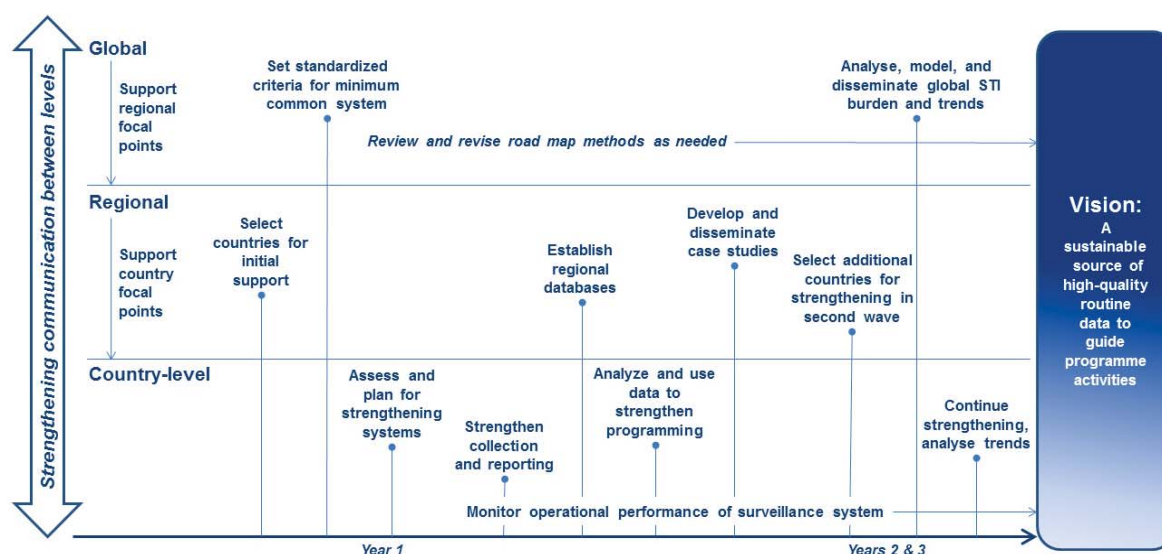 Strengthening communication between levels
Global
Support
regional
focal
points
Set standardized
criteria for minimum
common system
Analyse, model, and
disseminate global STI
burden and trends
Review and revise road map methods as needed
Regional
Support
country
focal
points
Select
countries for
initial
support
Establish
regional
databases
Develop and
disseminate
case studies
Select additional
countries for
strengthening in
second wave
Country-level
Assess and
plan for
strengthening
systems
Strengthen
collection
and reporting
Analyze and use
data to
strengthen
programming
Continue
strengthening,
analyse trends
Monitor operational performance of surveillance system
Year 1
Years 2 & 3
Vision:
A
sustainable
source of
high-quality
routine
data to
guide
programme
activities